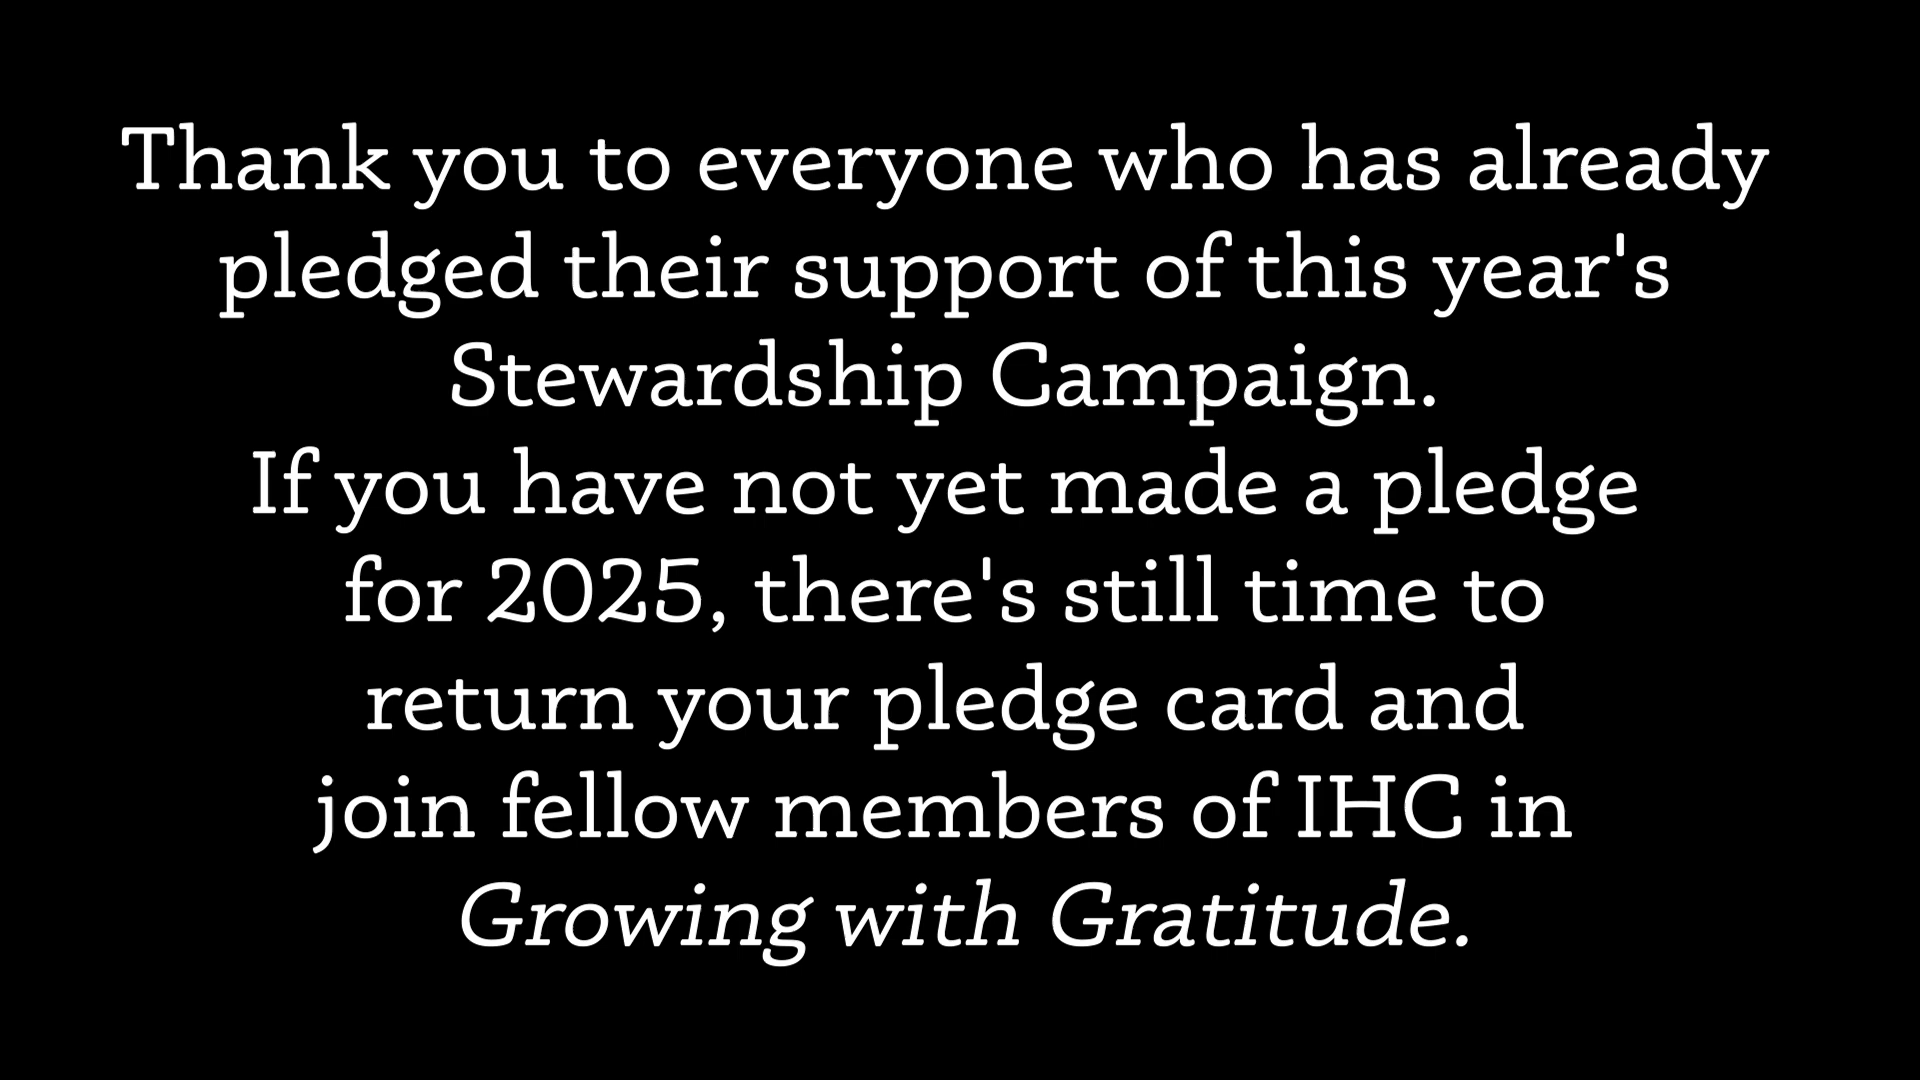 Thank you to everyone who has already
pledged their support of this year's
Stewardship Campaign.
If you have not yet made a pledge
for 2025, there's still time to
return your pledge card and
join fellow members of IHC in
Growing with Gratitude.